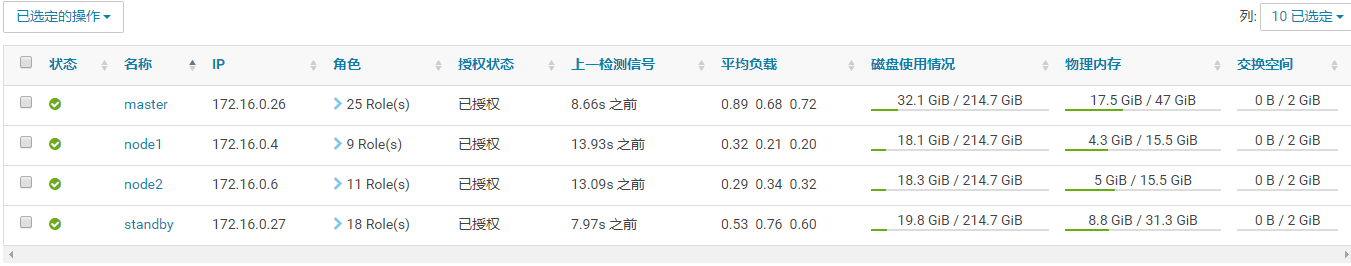 已选定的操作
列: 10 已选定
状态 名称 IP 角色 授权状态 上一检测信号 平均负载 磁盘使用情况 物理内存 交换空间
master 172.16.0.26 25 Role(s) 已授权 8.66s 之前 0.89 0.68 0.72 32.1 GiB / 214.7 GiB 17.5 GiB / 47 GiB 0 B / 2 GiB
node1 172.16.0.4 9 Role(s) 已授权 13.93s 之前 0.32 0.21 0.20 18.1 GiB / 214.7 GiB 4.3 GiB / 15.5 GiB 0 B / 2 GiB
node2 172.16.0.6 11 Role(s) 已授权 13.09s 之前 0.29 0.34 0.32 18.3 GiB / 214.7 GiB 5 GiB / 15.5 GiB 0 B / 2 GiB
standby 172.16.0.27 18 Role(s) 已授权 7.97s 之前 0.53 0.76 0.60 19.8 GiB / 214.7 GiB 8.8 GiB / 31.3 GiB 0 B / 2 GiB